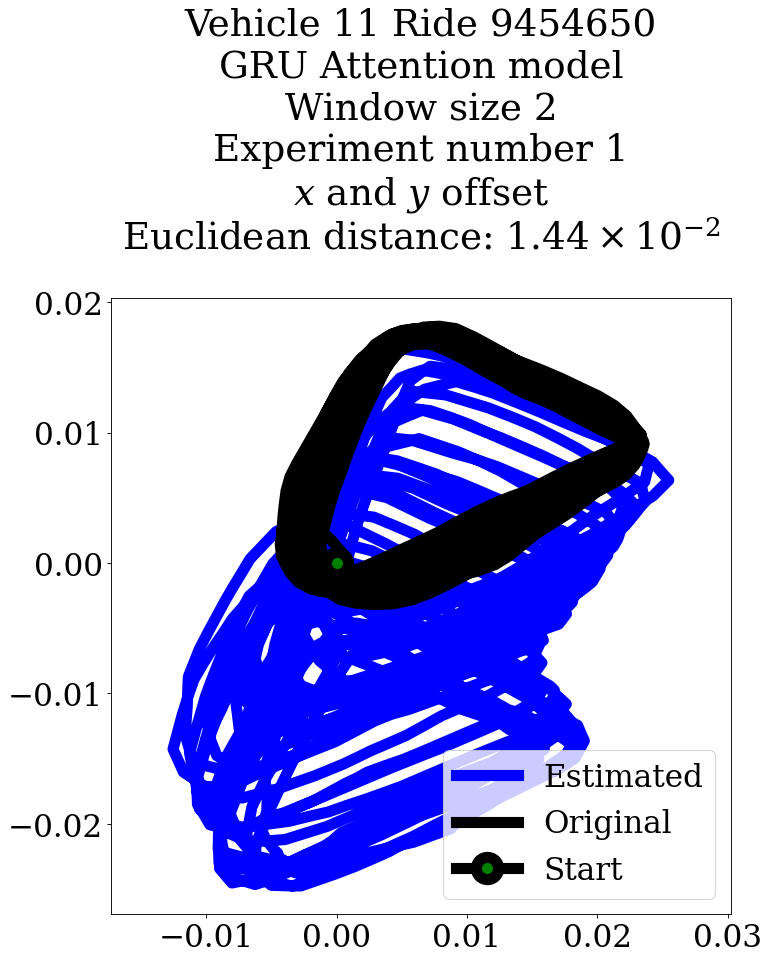 Vehicle 11 Ride 9454650
GRU Attention model
Window size 2
Experiment number 1
x and y offset
Euclidean distance: 1.44 × 10⁻²
0.02
0.01
0.00
−0.01
−0.02
Estimated
Original
Start
−0.01 0.00 0.01 0.02 0.03